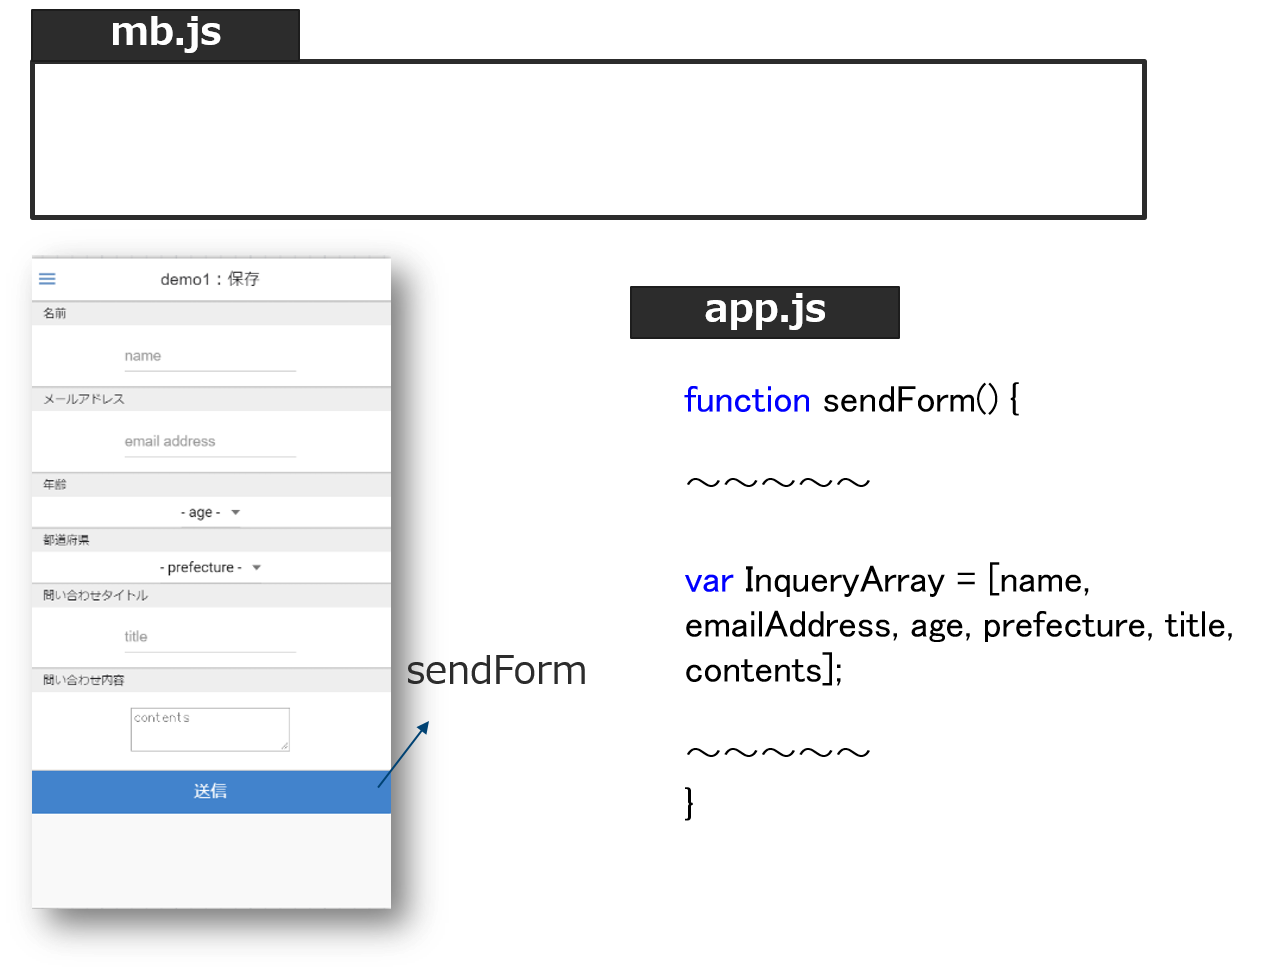 mb.js
demo1：保存
名前
name
メールアドレス
email address
年齢
- age -
都道府県
- prefecture -
問い合わせタイトル
title
問い合わせ内容
contents
送信
sendForm
app.js
function sendForm() {
～～～～～
var InqueryArray = [name,
emailAddress, age, prefecture, title,
contents];
～～～～～
}